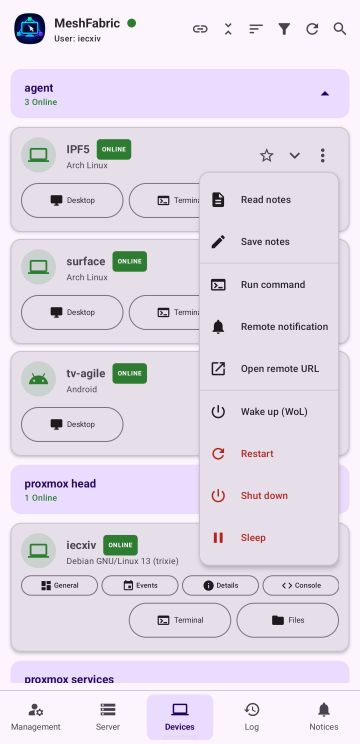 MeshFabric
User: iecxiv
agent
3 Online
IPF5 ONLINE
Arch Linux
Desktop
Read notes
Save notes
Run command
Remote notification
Open remote URL
Wake up (WoL)
Restart
Shut down
Sleep
surface ONLINE
Arch Linux
Desktop
tv-agile ONLINE
Android
Desktop
proxmox head
1 Online
iecxiv ONLINE
Debian GNU/Linux 13 (trixie)
General Events Details Console
Terminal Files
proxmox services
Management Server Devices Log Notices